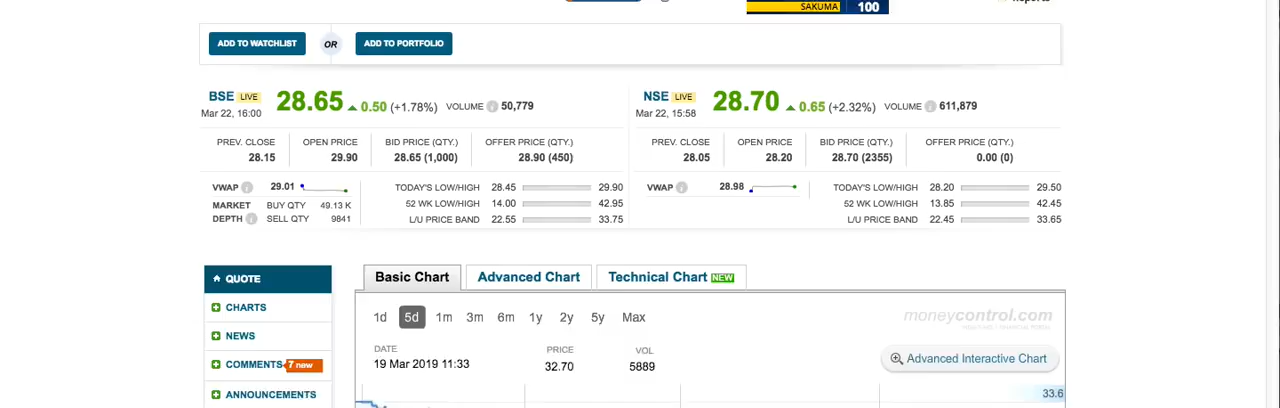 SAKUMA 100
ADD TO WATCHLIST OR ADD TO PORTFOLIO
BSE LIVE 28.65 0.50 (+1.78%) VOLUME 50,779
Mar 22, 16:00
PREV. CLOSE OPEN PRICE BID PRICE (QTY.) OFFER PRICE (QTY.)
28.15 29.90 28.65 (1,000) 28.90 (450)
VWAP 29.01 TODAY'S LOW/HIGH 28.45 29.90
MARKET BUY QTY 49.13 K 52 WK LOW/HIGH 14.00 42.95
DEPTH SELL QTY 9841 L/U PRICE BAND 22.55 33.75
NSE LIVE 28.70 0.65 (+2.32%) VOLUME 611,879
Mar 22, 15:58
PREV. CLOSE OPEN PRICE BID PRICE (QTY.) OFFER PRICE (QTY.)
28.05 28.20 28.70 (2355) 0.00 (0)
VWAP 28.98 TODAY'S LOW/HIGH 28.20 29.50
52 WK LOW/HIGH 13.85 42.45
L/U PRICE BAND 22.45 33.65
QUOTE
CHARTS
NEWS
COMMENTS 7 new
ANNOUNCEMENTS
Basic Chart Advanced Chart Technical Chart NEW
1d 5d 1m 3m 6m 1y 2y 5y Max
moneycontrol.com
DATE PRICE VOL
19 Mar 2019 11:33 32.70 5889
Advanced Interactive Chart
33.6